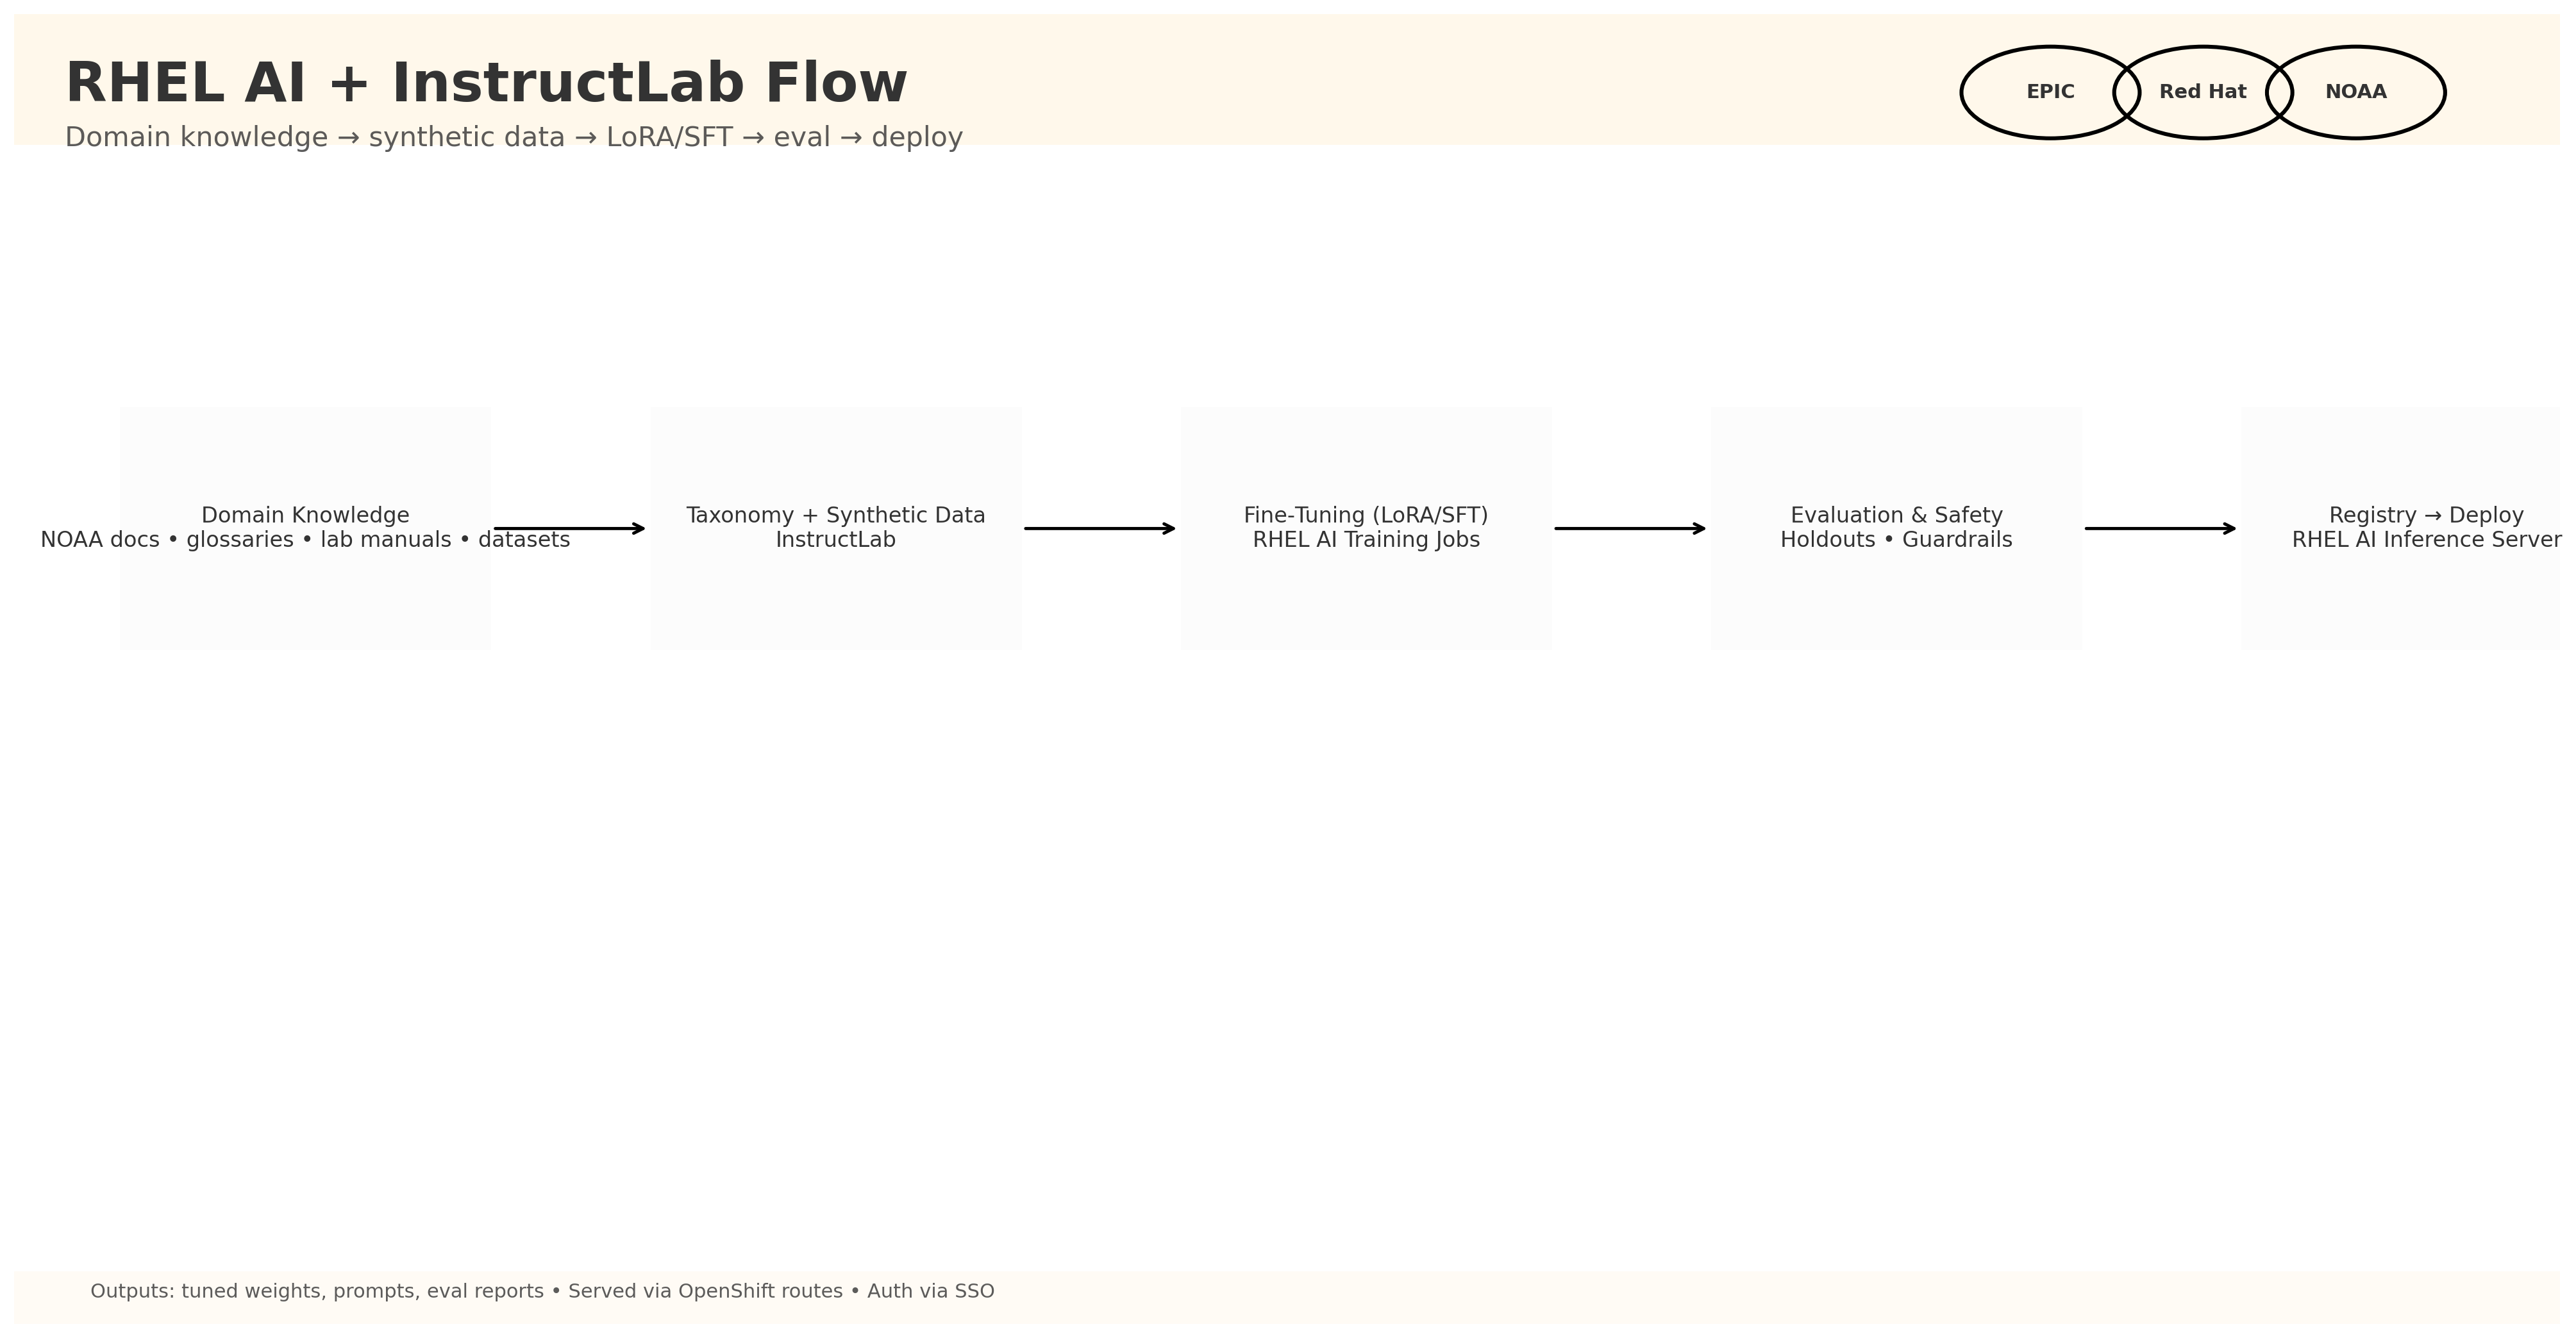 RHEL AI + InstructLab Flow
Domain knowledge → synthetic data → LoRA/SFT → eval → deploy
EPIC
Red Hat
NOAA
Domain Knowledge
NOAA docs • glossaries • lab manuals • datasets
Taxonomy + Synthetic Data
InstructLab
Fine-Tuning (LoRA/SFT)
RHEL AI Training Jobs
Evaluation & Safety
Holdouts • Guardrails
Registry → Deploy
RHEL AI Inference Server
Outputs: tuned weights, prompts, eval reports • Served via OpenShift routes • Auth via SSO